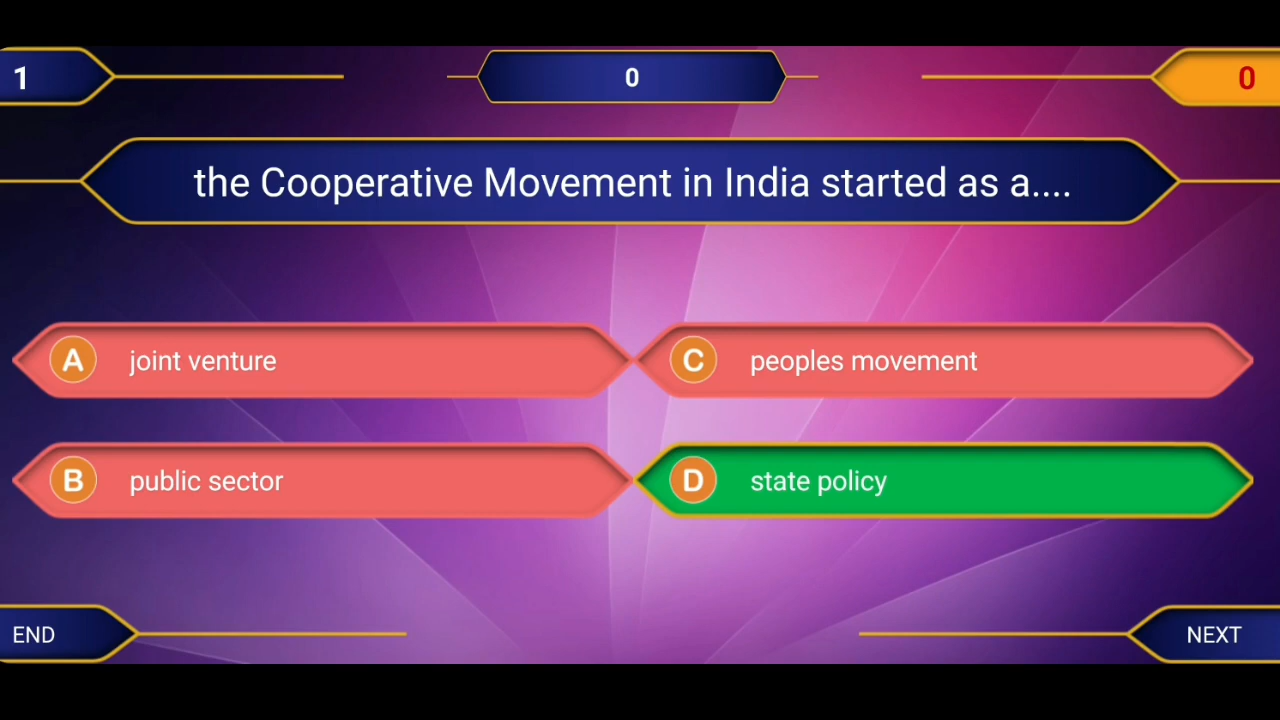 1
0
0
the Cooperative Movement in India started as a....
A joint venture
C peoples movement
B public sector
D state policy
END
NEXT